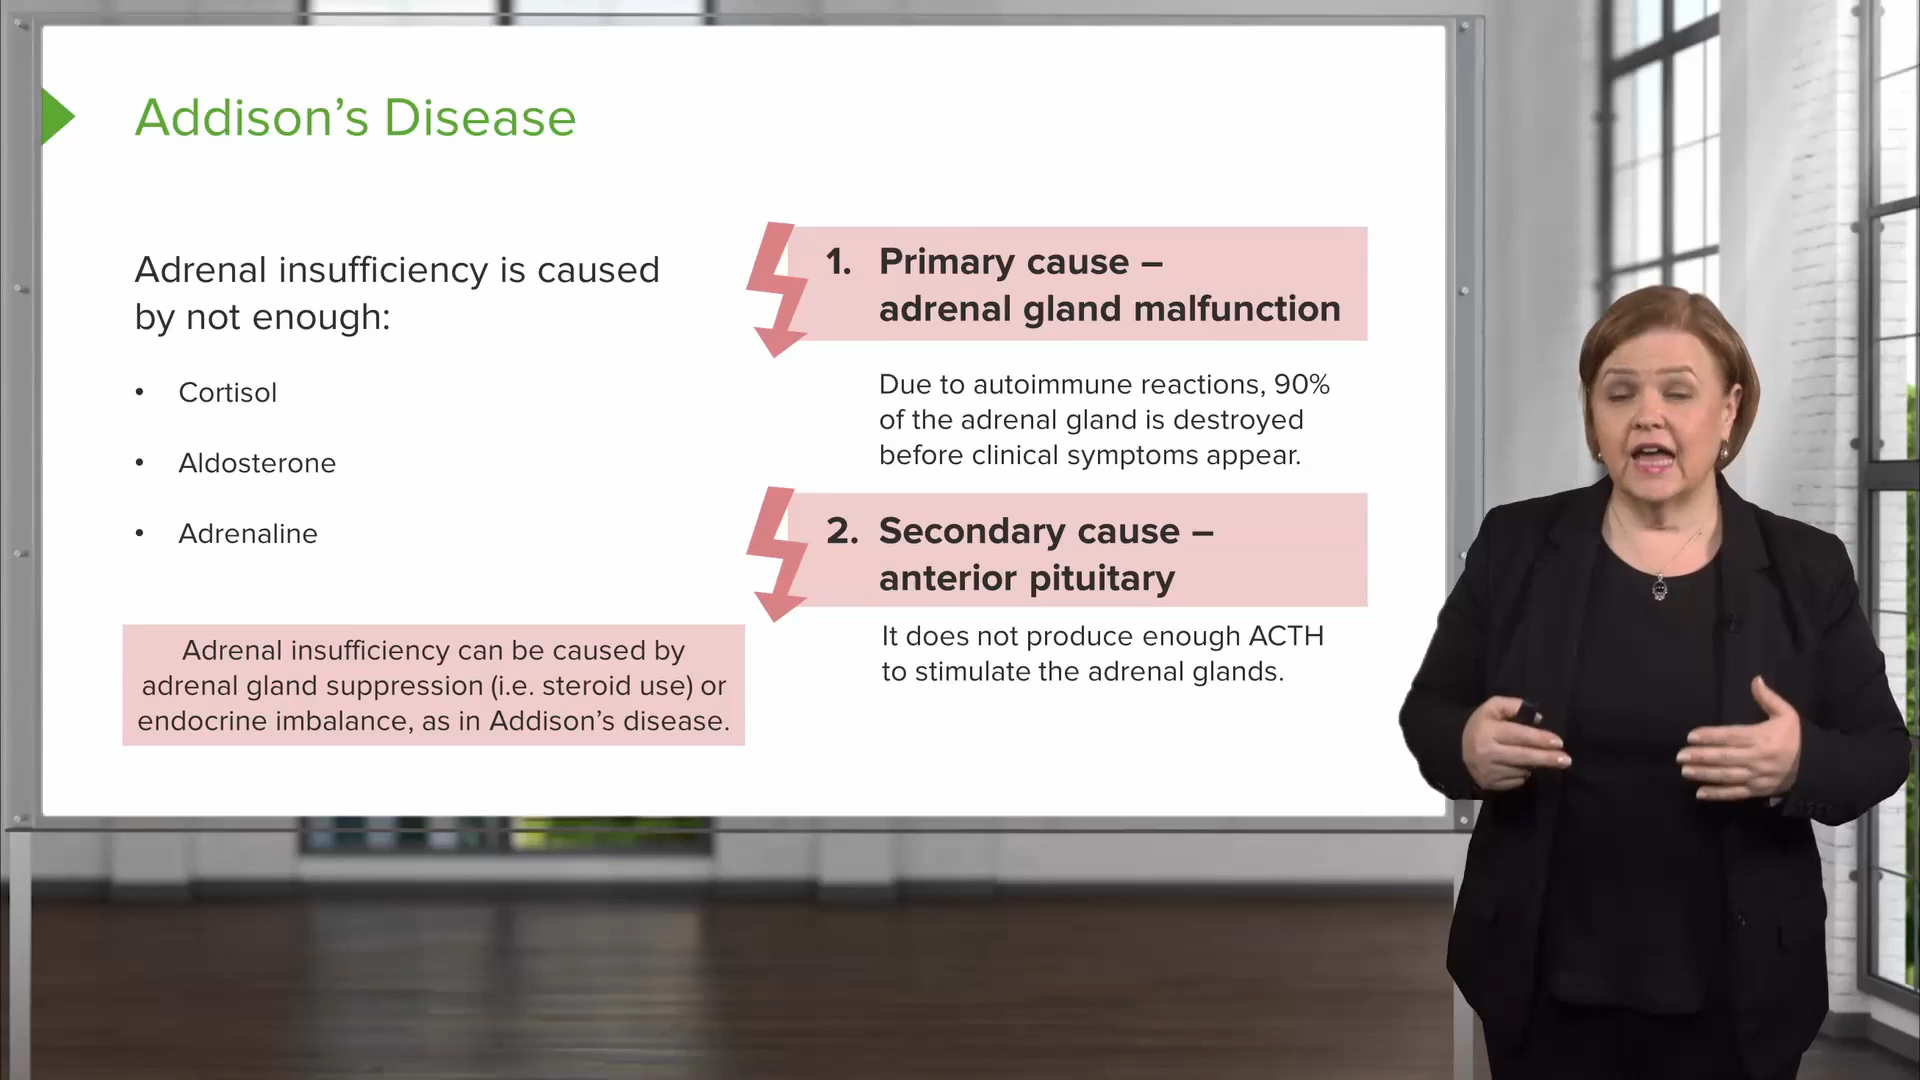 Addison’s Disease
Adrenal insufficiency is caused
by not enough:
• Cortisol
• Aldosterone
• Adrenaline
Adrenal insufficiency can be caused by
adrenal gland suppression (i.e. steroid use) or
endocrine imbalance, as in Addison’s disease.
1. Primary cause –
adrenal gland malfunction
Due to autoimmune reactions, 90%
of the adrenal gland is destroyed
before clinical symptoms appear.
2. Secondary cause –
anterior pituitary
It does not produce enough ACTH
to stimulate the adrenal glands.